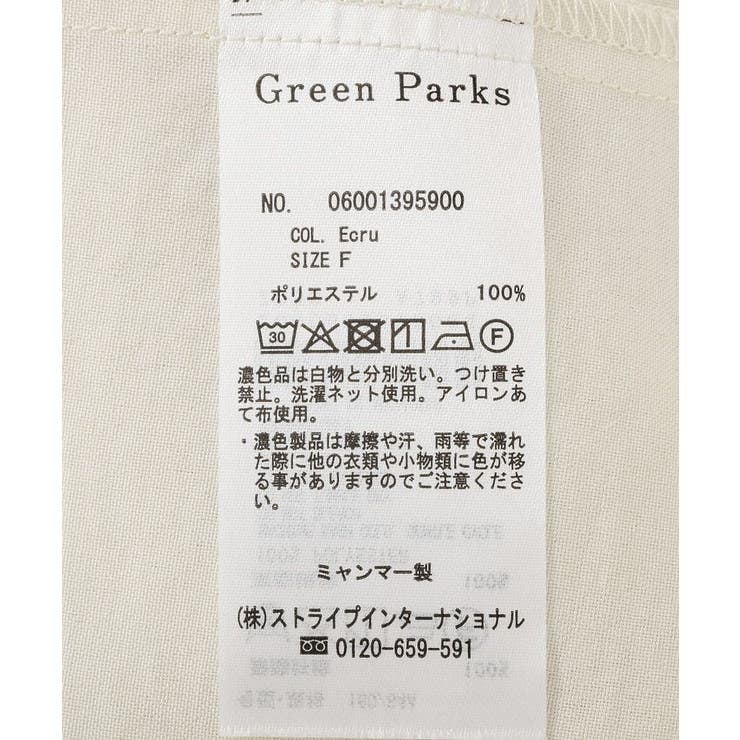 Green Parks
NO. 06001395900
COL. Ecru
SIZE F
ポリエステル 100%
30 F
濃色品は白物と分別洗い。つけ置き
禁止。洗濯ネット使用。アイロンあ
て布使用。
・濃色製品は摩擦や汗、雨等で濡れ
た際に他の衣類や小物類に色が移
る事がありますのでご注意くださ
い。
ミャンマー製
(株)ストライプインターナショナル
0120-659-591